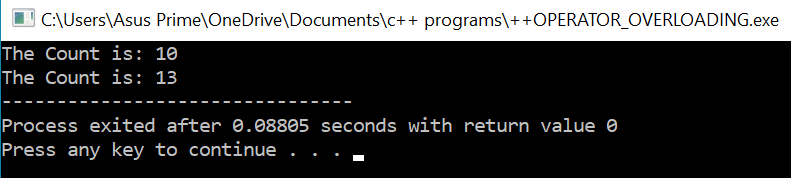 C:\Users\Asus Prime\OneDrive\Documents\c++ programs\++OPERATOR_OVERLOADING.exe
The Count is: 10
The Count is: 13
--------------------------------
Process exited after 0.08805 seconds with return value 0
Press any key to continue . . .